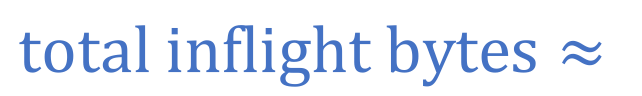 total inflight bytes ≈